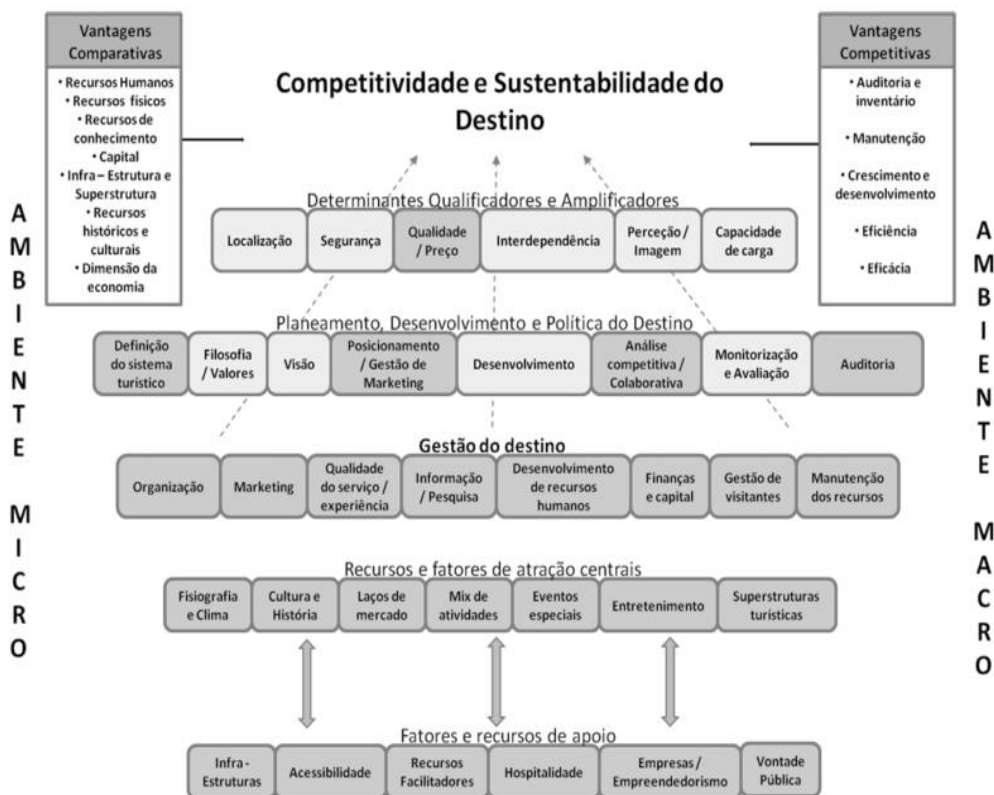 Vantagens
Comparativas
• Recursos Humanos
• Recursos físicos
• Recursos de
conhecimento
• Capital
• Infra – Estrutura e
Superstrutura
• Recursos
históricos e
culturais
• Dimensão da
economia
Competitividade e Sustentabilidade do
Destino
Vantagens
Competitivas
• Auditoria e
inventário
• Manutenção
• Crescimento e
desenvolvimento
• Eficiência
• Eficácia
AMBIENTE MICRO
AMBIENTE MACRO
Determinantes Qualificadores e Amplificadores
Localização
Segurança
Qualidade
/ Preço
Interdependência
Perceção /
Imagem
Capacidade
de carga
Planeamento, Desenvolvimento e Política do Destino
Definição
do sistema
turístico
Filosofia
/ Valores
Visão
Posicionamento
/ Gestão de
Marketing
Desenvolvimento
Análise
competitiva /
Colaborativa
Monitorização
e Avaliação
Auditoria
Gestão do destino
Organização
Marketing
Qualidade
do serviço /
experiência
Informação
/ Pesquisa
Desenvolvimento
de recursos
humanos
Finanças
e capital
Gestão de
visitantes
Manutenção
dos recursos
Recursos e fatores de atração centrais
Fisiografia
e Clima
Cultura e
História
Laços de
mercado
Mix de
atividades
Eventos
especiais
Entretenimento
Superstruturas
turísticas
Fatores e recursos de apoio
Infra -
Estruturas
Acessibilidade
Recursos
Facilitadores
Hospitalidade
Empresas /
Empreendedorismo
Vontade
Pública